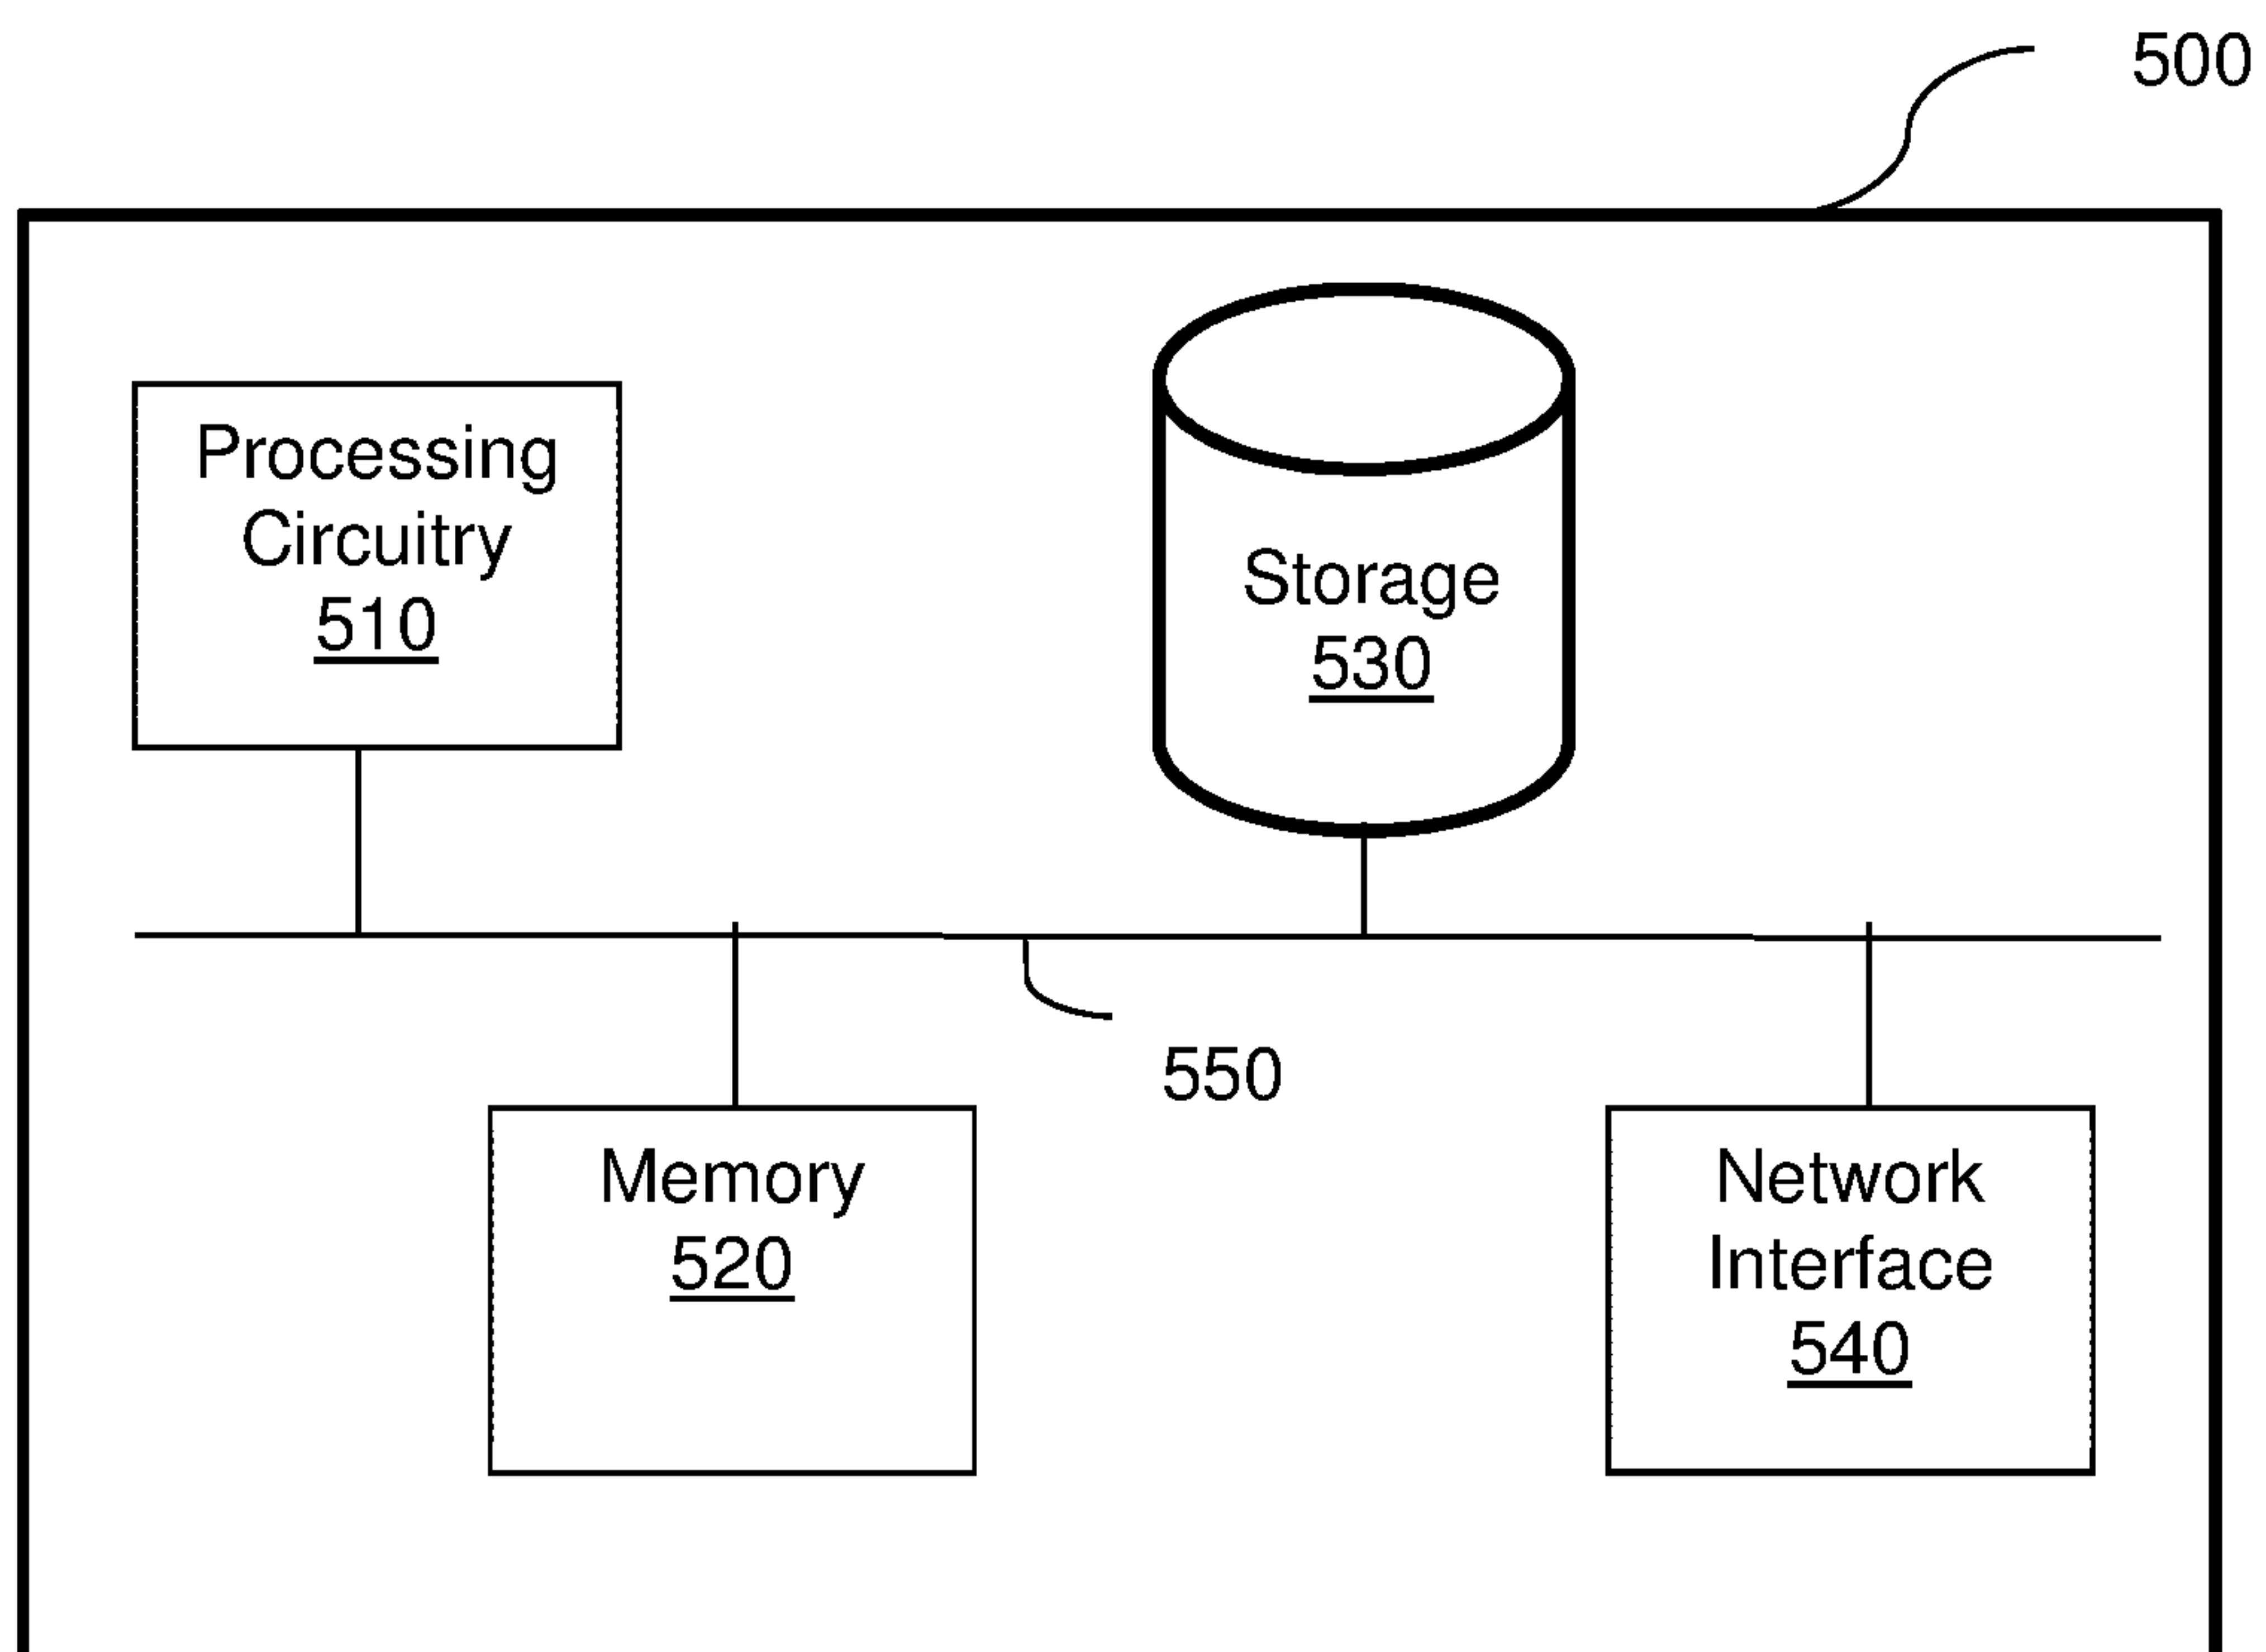 500
Processing
Circuitry
510
Storage
530
550
Memory
520
Network
Interface
540